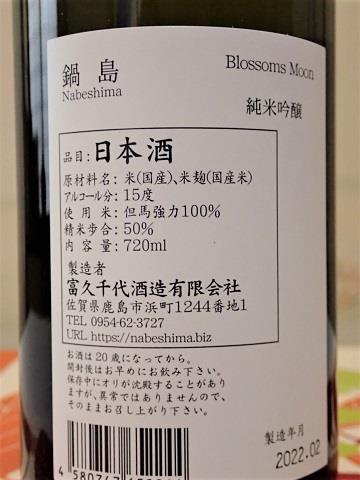 鍋島
Nabeshima
Blossoms Moon
純米吟醸
品目:日本酒
原材料名:米(国産)、米麹(国産米)
アルコール分:15度
使用米:但馬強力100%
精米歩合:50%
内容量:720ml
製造者
富久千代酒造有限会社
佐賀県鹿島市浜町1244番地1
TEL 0954-62-3727
URL https://nabeshima.biz
お酒は20歳になってから。
開封後はお早めにお飲み下さい。
保存中にオリが沈殿することがあり
ますが、異常ではありませんので、
そのままお召し上がり下さい。
製造年月
2022.02